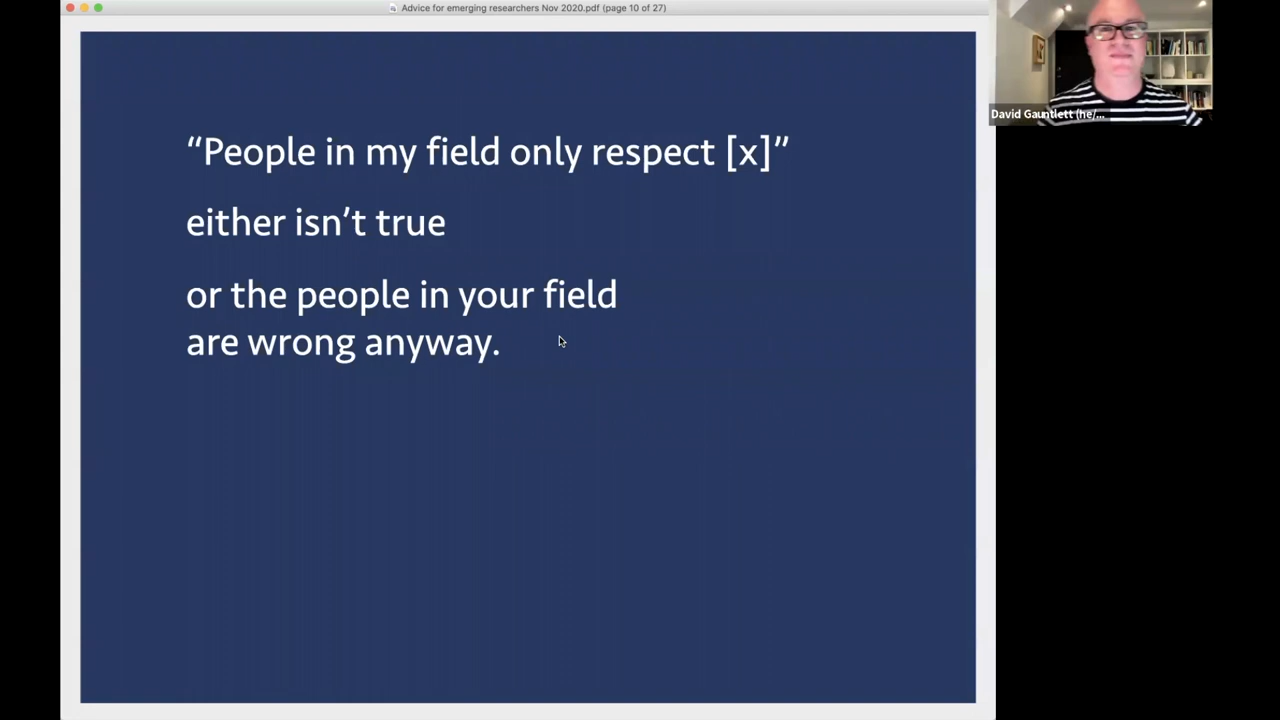 Advice for emerging researchers Nov 2020.pdf (page 10 of 27)
David Gauntlett (he/...
“People in my field only respect [x]”
either isn’t true
or the people in your field
are wrong anyway.